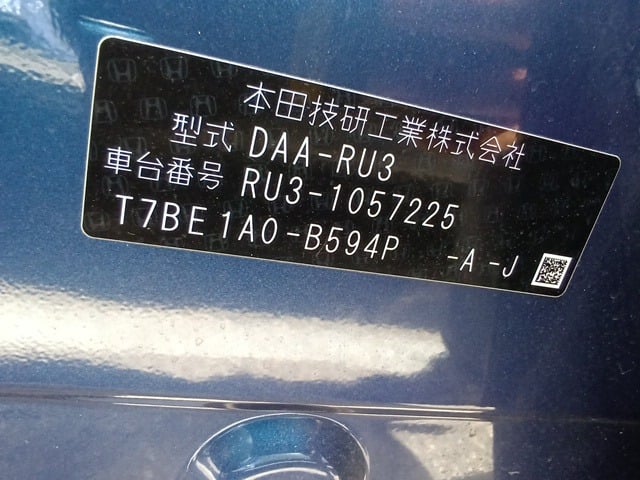 本田技研工業株式会社
型式 DAA-RU3
車台番号 RU3-1057225
T7BE1A0-B594P -A-J